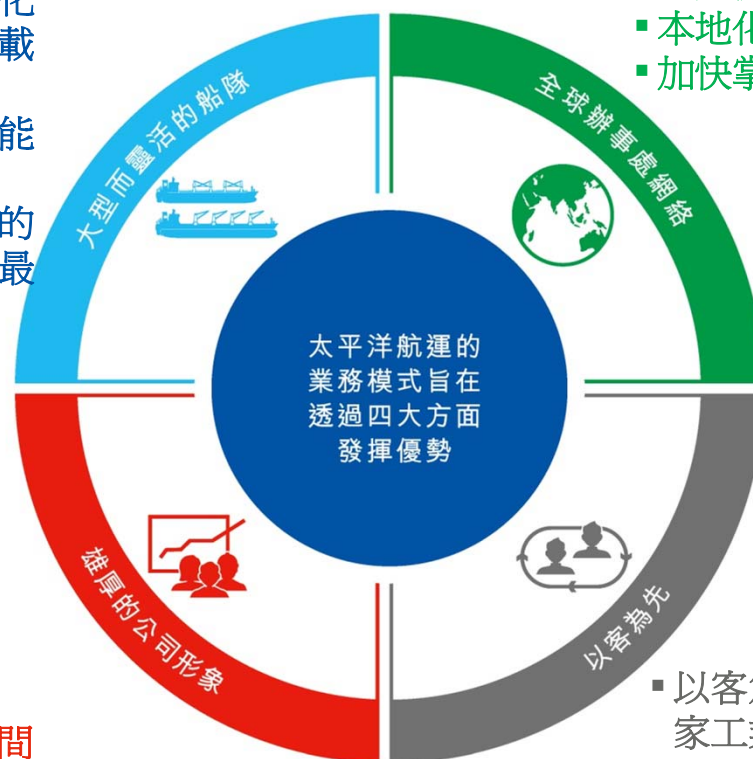 化
載
能
的
最
本地化
加快掌
大型而靈活的船隊
全球辦事處網絡
太平洋航運的
業務模式旨在
透過四大方面
發揮優勢
雄厚的公司形象
以客為先
以客
家工
間